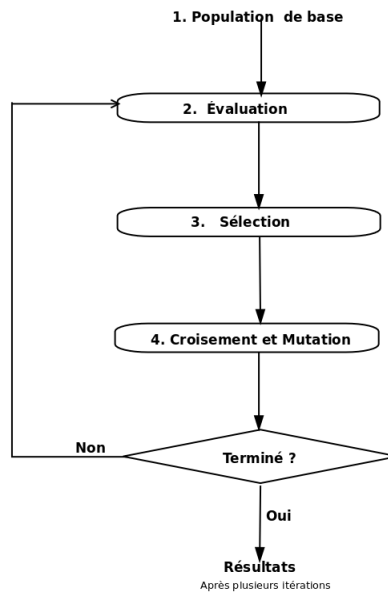 1. Population de base
2. Évaluation
3. Sélection
4. Croisement et Mutation
Terminé ?
Non
Oui
Résultats
Après plusieurs itérations